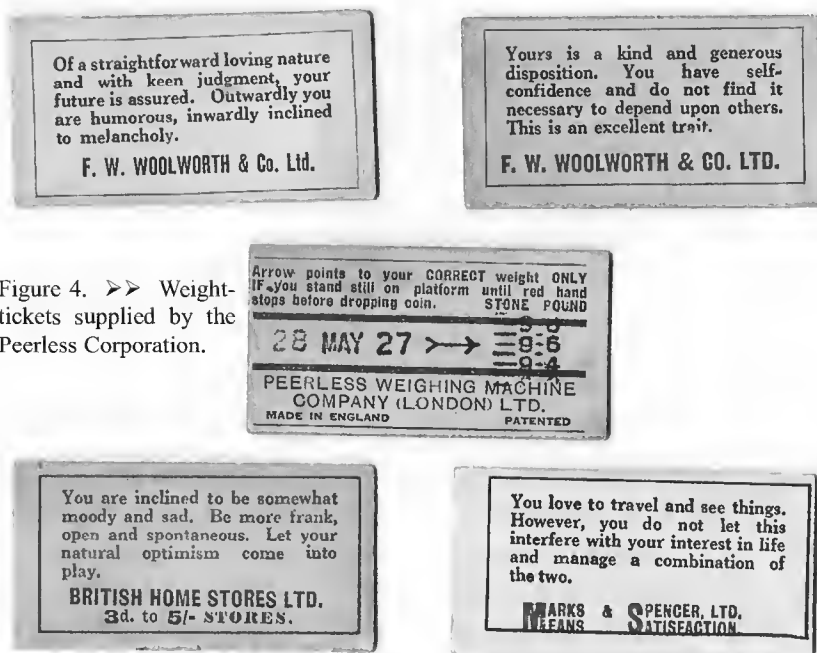 Of a straightforward loving nature
and with keen judgment, your
future is assured. Outwardly you
are humorous, inwardly inclined
to melancholy.
F. W. WOOLWORTH & Co. Ltd.
Yours is a kind and generous
disposition. You have self-
confidence and do not find it
necessary to depend upon others.
This is an excellent trait.
F. W. WOOLWORTH & CO. LTD.
Figure 4. ➢➢ Weight-
tickets supplied by the
Peerless Corporation.
Arrow points to your CORRECT weight ONLY
IF you stand still on platform until red hand
stops before dropping coin. STONE POUND
28 MAY 27 9-6
9-4
PEERLESS WEIGHING MACHINE
COMPANY (LONDON) LTD.
MADE IN ENGLAND PATENTED
You are inclined to be somewhat
moody and sad. Be more frank,
open and spontaneous. Let your
natural optimism come into
play.
BRITISH HOME STORES LTD.
3d. to 5/- STORES.
You love to travel and see things.
However, you do not let this
interfere with your interest in life
and manage a combination of
the two.
MARKS & SPENCER, LTD.
MEANS SATISFACTION.